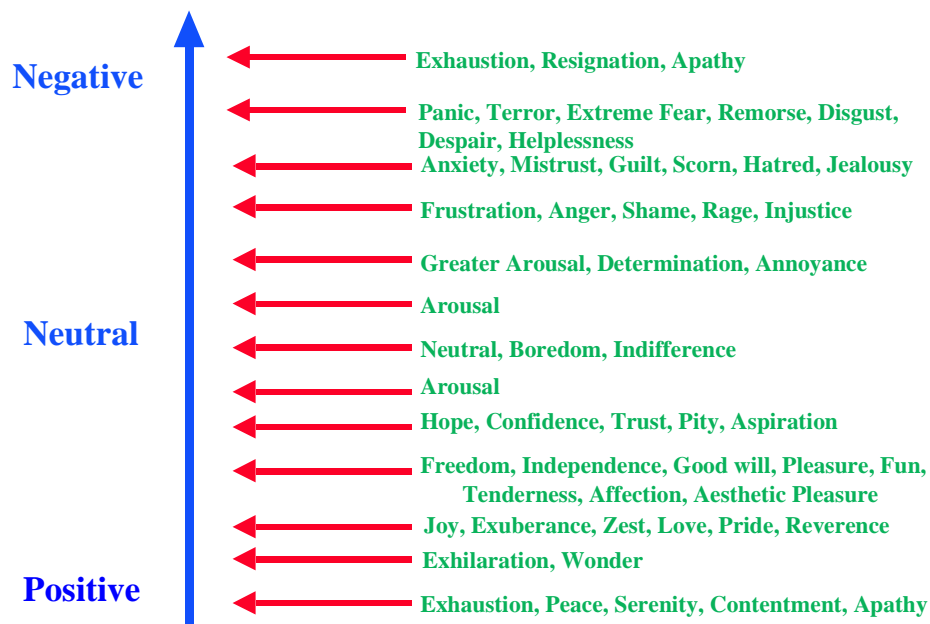 Exhaustion, Resignation, Apathy
Negative
Panic, Terror, Extreme Fear, Remorse, Disgust,
Despair, Helplessness
Anxiety, Mistrust, Guilt, Scorn, Hatred, Jealousy
Frustration, Anger, Shame, Rage, Injustice
Greater Arousal, Determination, Annoyance
Arousal
Neutral
Neutral, Boredom, Indifference
Arousal
Hope, Confidence, Trust, Pity, Aspiration
Freedom, Independence, Good will, Pleasure, Fun,
Tenderness, Affection, Aesthetic Pleasure
Joy, Exuberance, Zest, Love, Pride, Reverence
Exhilaration, Wonder
Positive
Exhaustion, Peace, Serenity, Contentment, Apathy